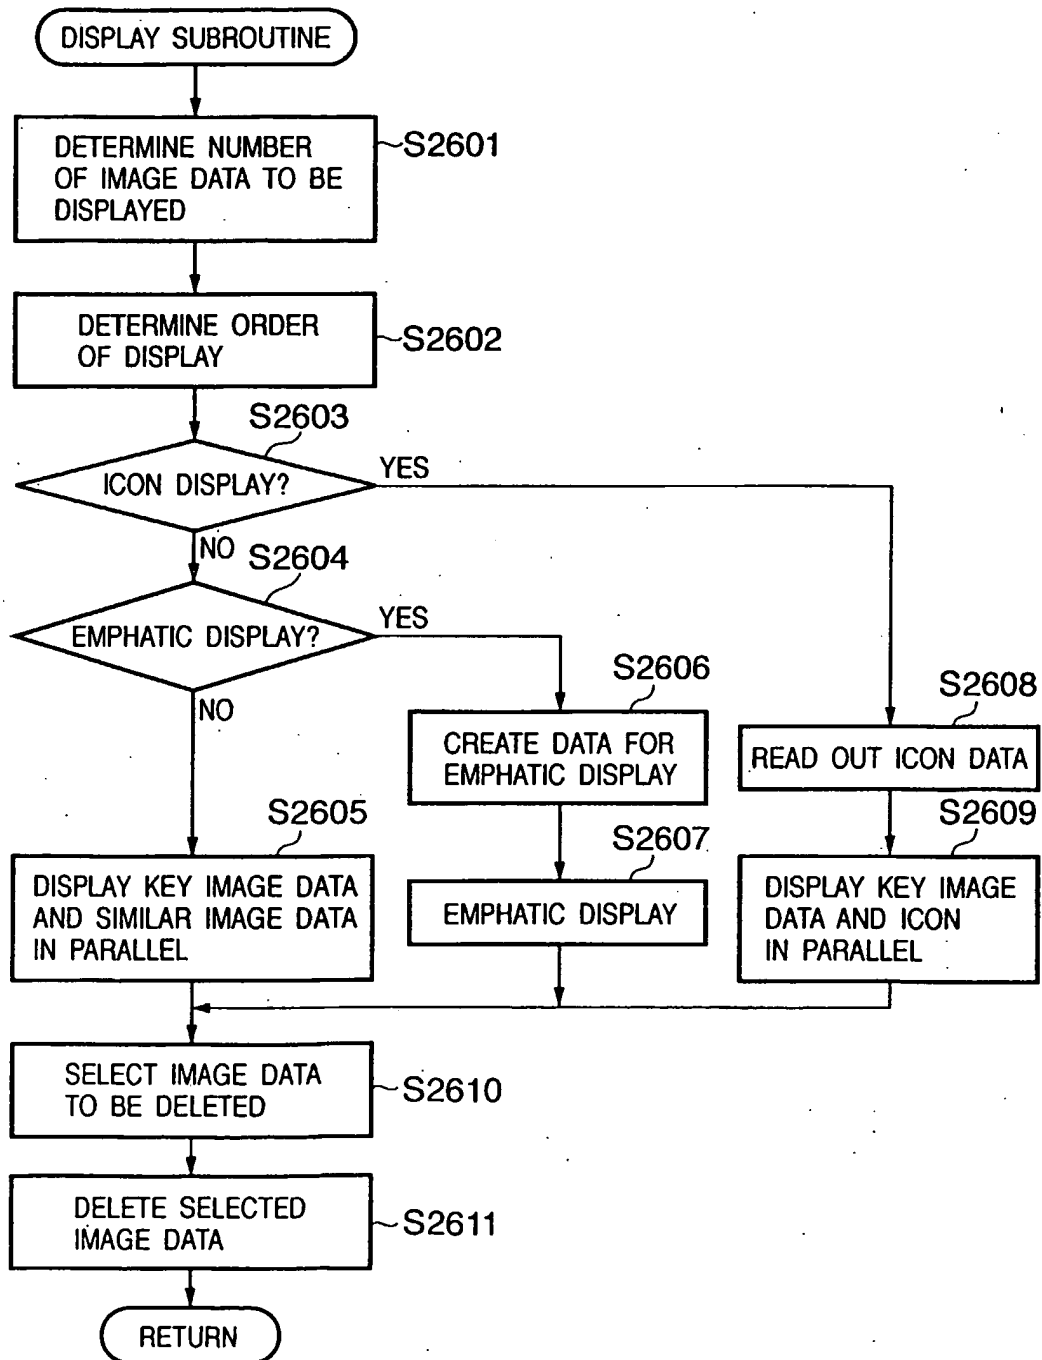 DISPLAY SUBROUTINE
DETERMINE NUMBER
OF IMAGE DATA TO BE
DISPLAYED
S2601
DETERMINE ORDER
OF DISPLAY
S2602
S2603
ICON DISPLAY?
YES
NO
S2604
EMPHATIC DISPLAY?
YES
NO
S2606
CREATE DATA FOR
EMPHATIC DISPLAY
S2608
READ OUT ICON DATA
S2605
DISPLAY KEY IMAGE DATA
AND SIMILAR IMAGE DATA
IN PARALLEL
S2607
EMPHATIC DISPLAY
S2609
DISPLAY KEY IMAGE
DATA AND ICON
IN PARALLEL
SELECT IMAGE DATA
TO BE DELETED
S2610
DELETE SELECTED
IMAGE DATA
S2611
RETURN